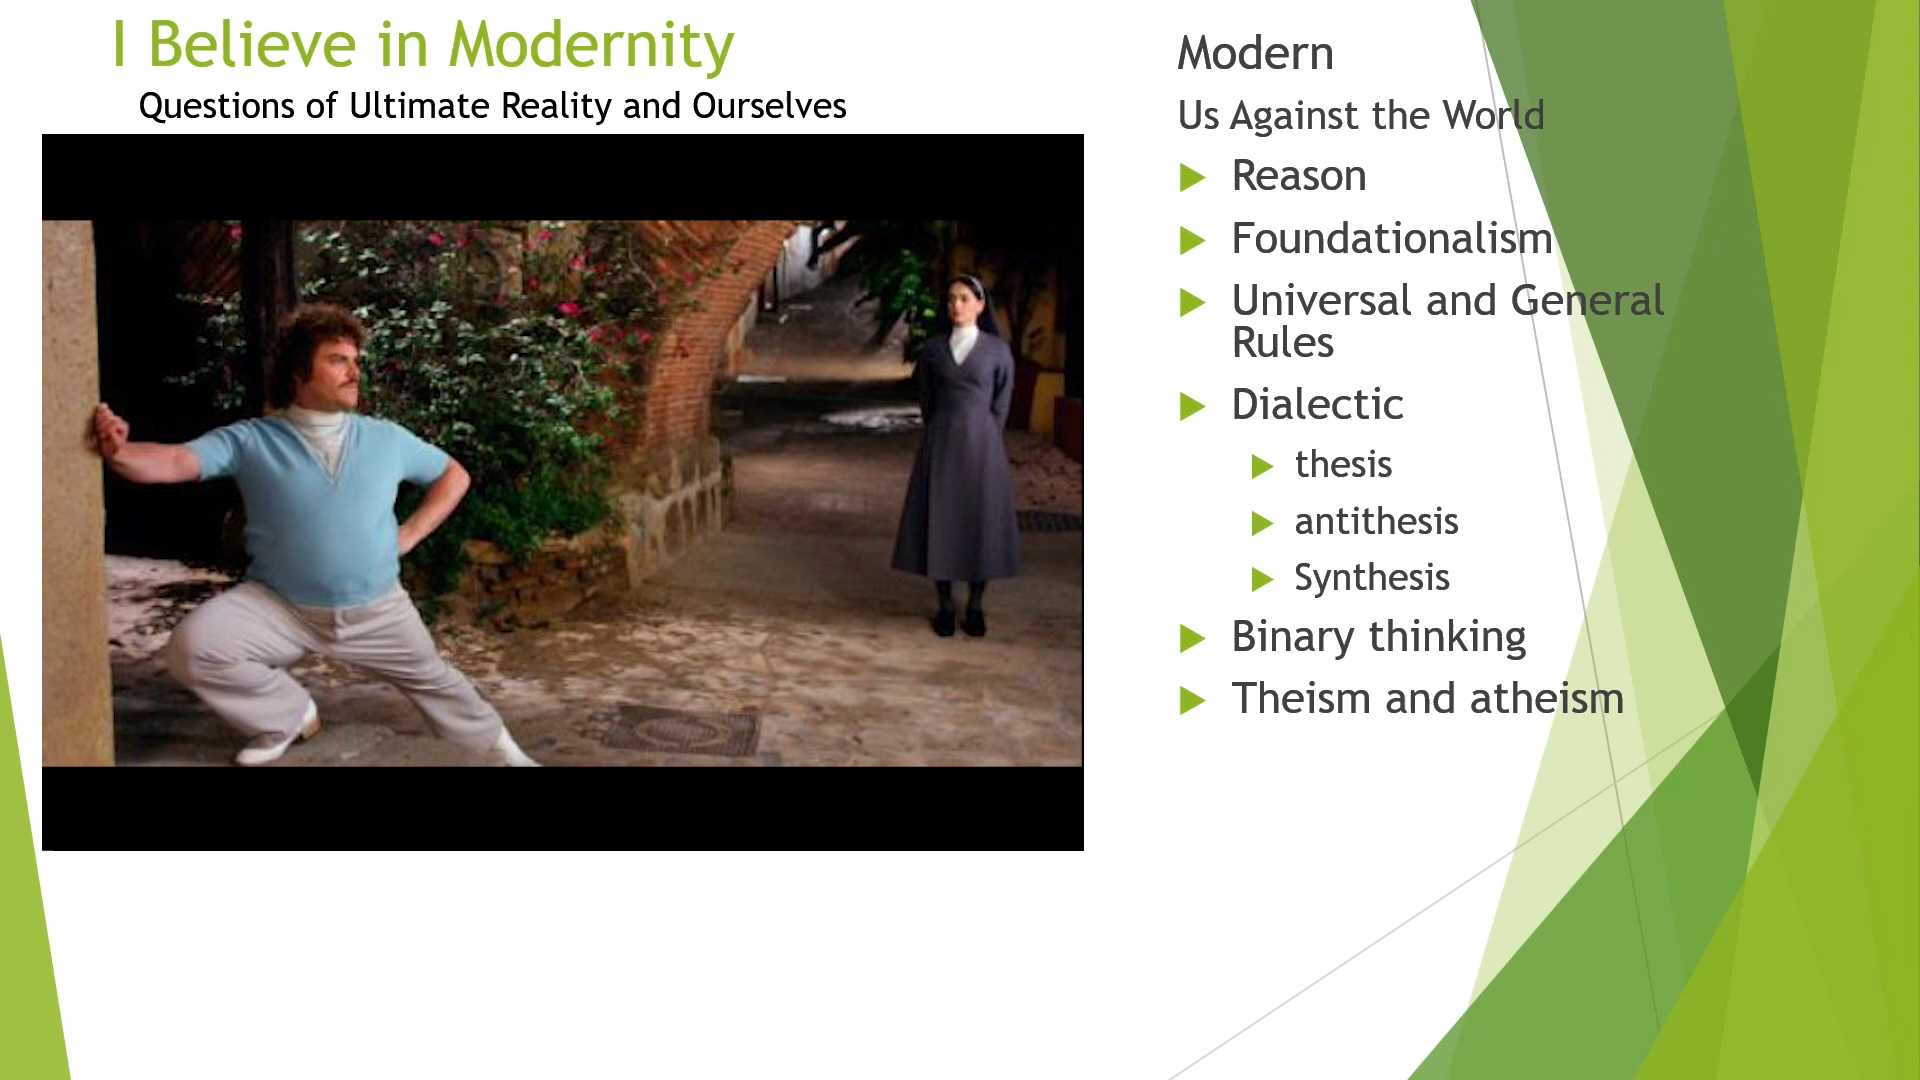 I Believe in Modernity
Questions of Ultimate Reality and Ourselves
Modern
Us Against the World
Reason
Foundationalism
Universal and General
Rules
Dialectic
thesis
antithesis
Synthesis
Binary thinking
Theism and atheism